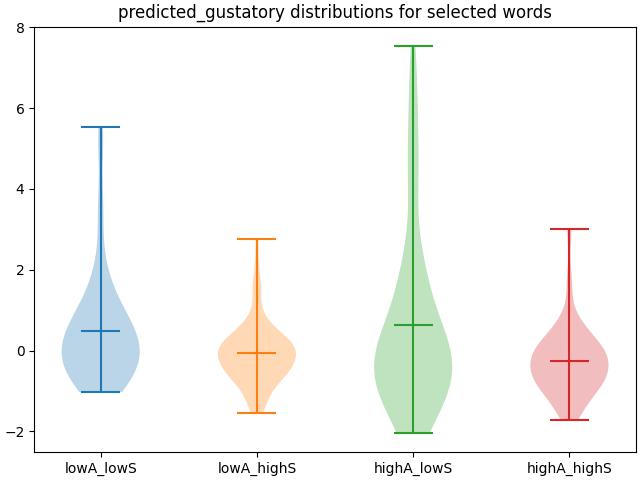 predicted_gustatory distributions for selected words
8
6
4
2
0
−2
lowA_lowS
lowA_highS
highA_lowS
highA_highS